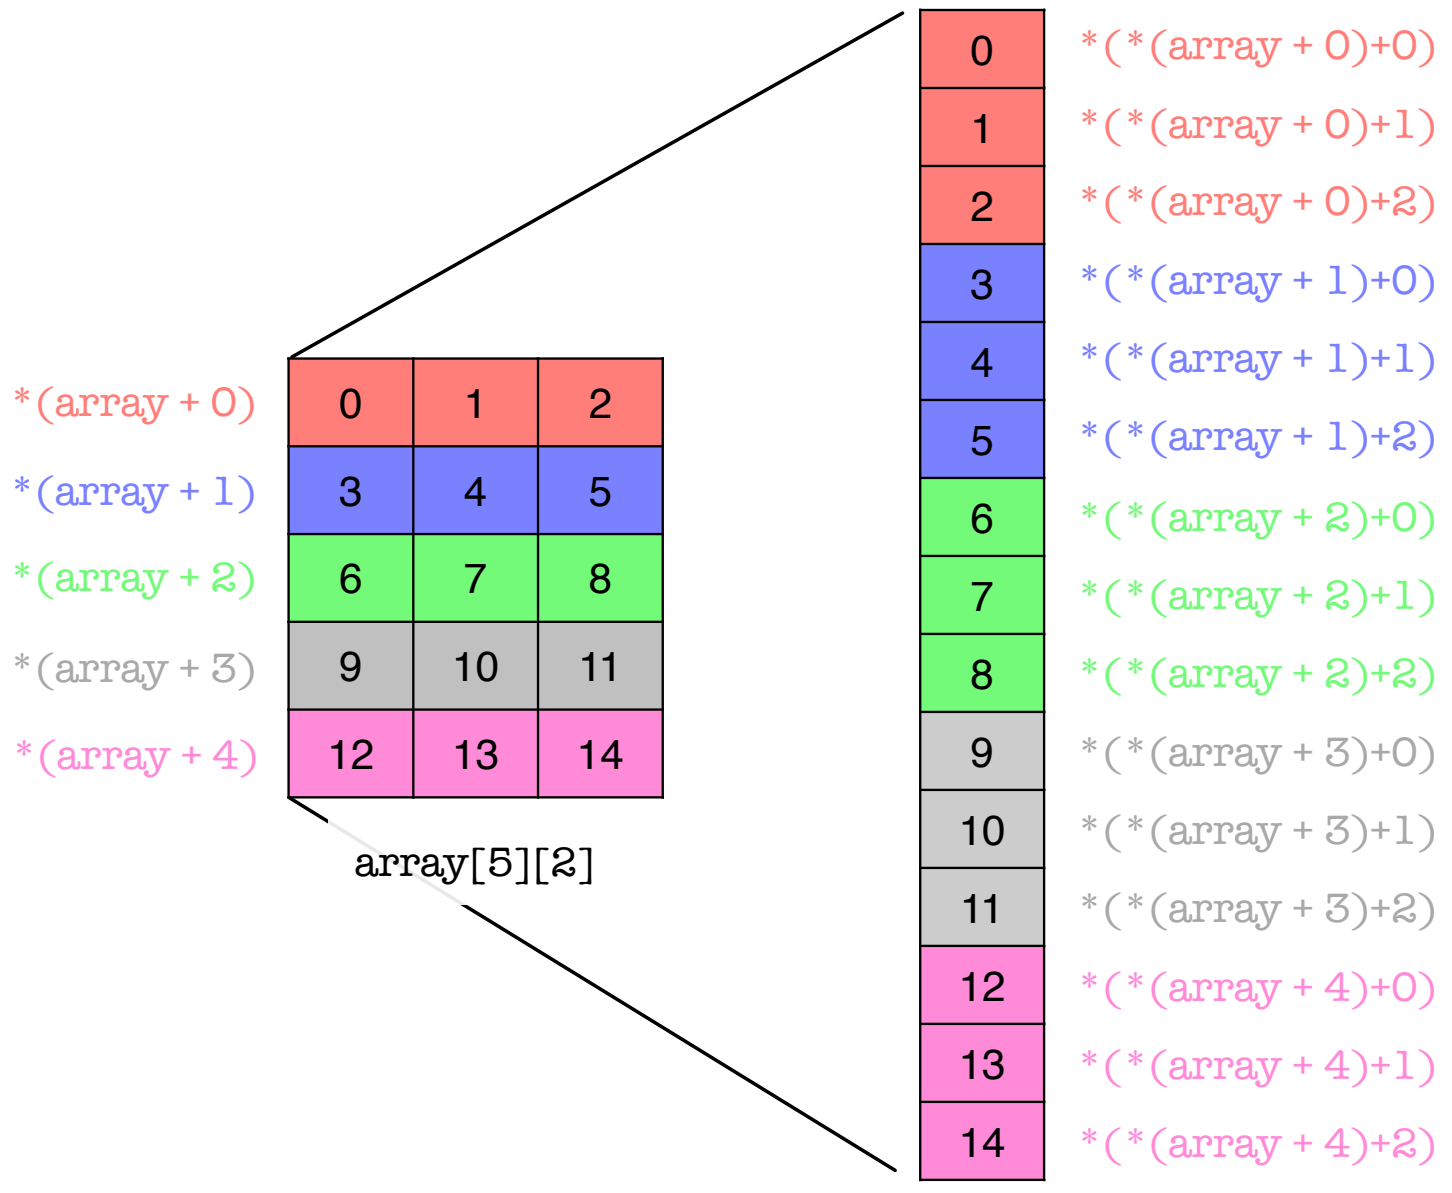 *(array + 0) 0 1 2
*(array + 1) 3 4 5
*(array + 2) 6 7 8
*(array + 3) 9 10 11
*(array + 4) 12 13 14
array[5][2]
0 *(*(array + 0)+0)
1 *(*(array + 0)+1)
2 *(*(array + 0)+2)
3 *(*(array + 1)+0)
4 *(*(array + 1)+1)
5 *(*(array + 1)+2)
6 *(*(array + 2)+0)
7 *(*(array + 2)+1)
8 *(*(array + 2)+2)
9 *(*(array + 3)+0)
10 *(*(array + 3)+1)
11 *(*(array + 3)+2)
12 *(*(array + 4)+0)
13 *(*(array + 4)+1)
14 *(*(array + 4)+2)